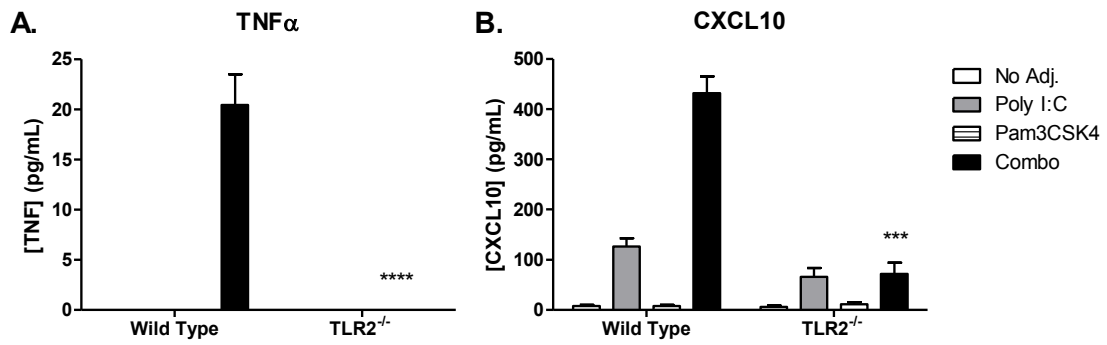 A.
TNFα
[TNF] (pg/mL)
25
20
15
10
5
0
****
Wild Type
TLR2-/-
B.
CXCL10
[CXCL10] (pg/mL)
500
400
300
200
100
0
***
Wild Type
TLR2-/-
No Adj.
Poly I:C
Pam3CSK4
Combo